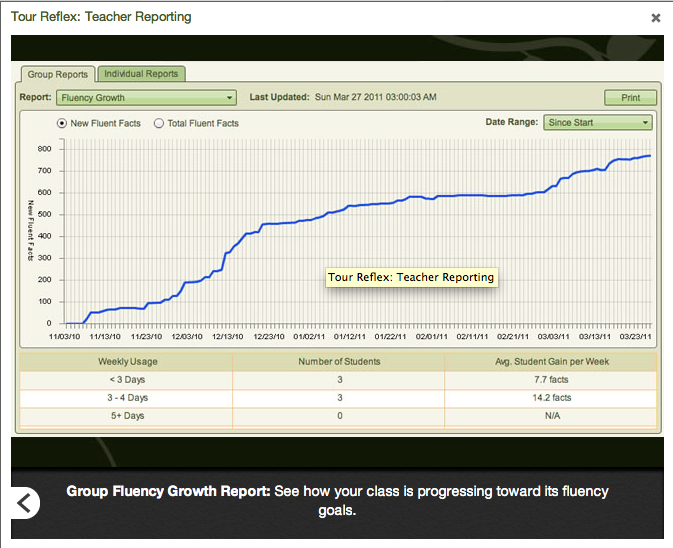 Tour Reflex: Teacher Reporting
Group Reports Individual Reports
Report: Fluency Growth Last Updated: Sun Mar 27 2011 03:00:03 AM Print
New Fluent Facts Total Fluent Facts Date Range: Since Start
800
700
600
500
400
300
200
100
0
New Fluent Facts
Tour Reflex: Teacher Reporting
11/03/10 11/13/10 11/23/10 12/03/10 12/13/10 12/23/10 01/02/11 01/12/11 01/22/11 02/01/11 02/11/11 02/21/11 03/03/11 03/13/11 03/23/11
Weekly Usage Number of Students Avg. Student Gain per Week
< 3 Days 3 7.7 facts
3 - 4 Days 3 14.2 facts
5+ Days 0 N/A
Group Fluency Growth Report: See how your class is progressing toward its fluency
goals.